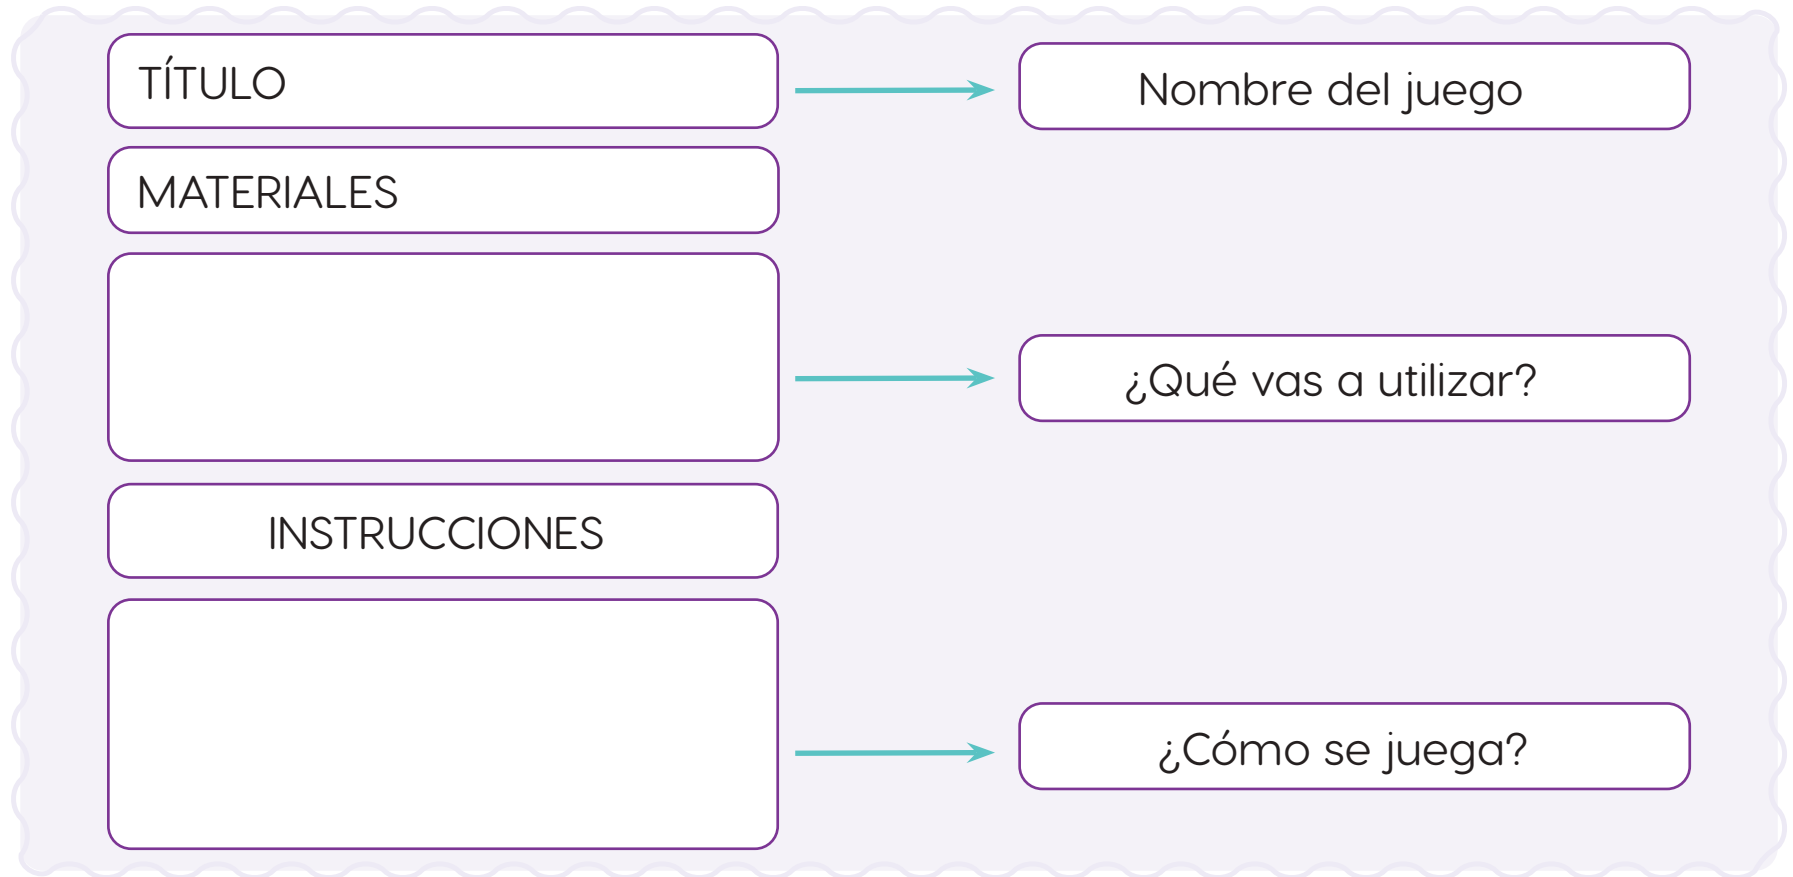 TÍTULO
Nombre del juego
MATERIALES
¿Qué vas a utilizar?
INSTRUCCIONES
¿Cómo se juega?